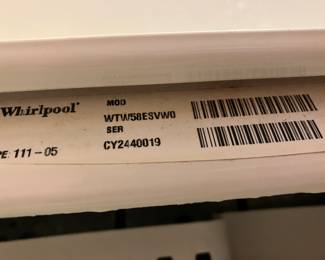 Whirlpool
MOD
WTW58ESVW0
SER
CY2440019
PE: 111-05